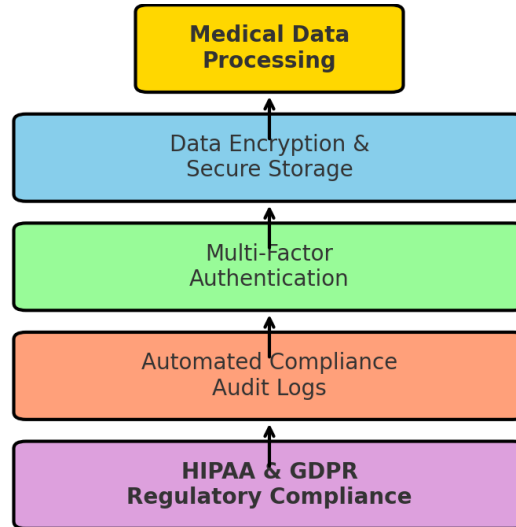 Medical Data
Processing
Data Encryption &
Secure Storage
Multi-Factor
Authentication
Automated Compliance
Audit Logs
HIPAA & GDPR
Regulatory Compliance